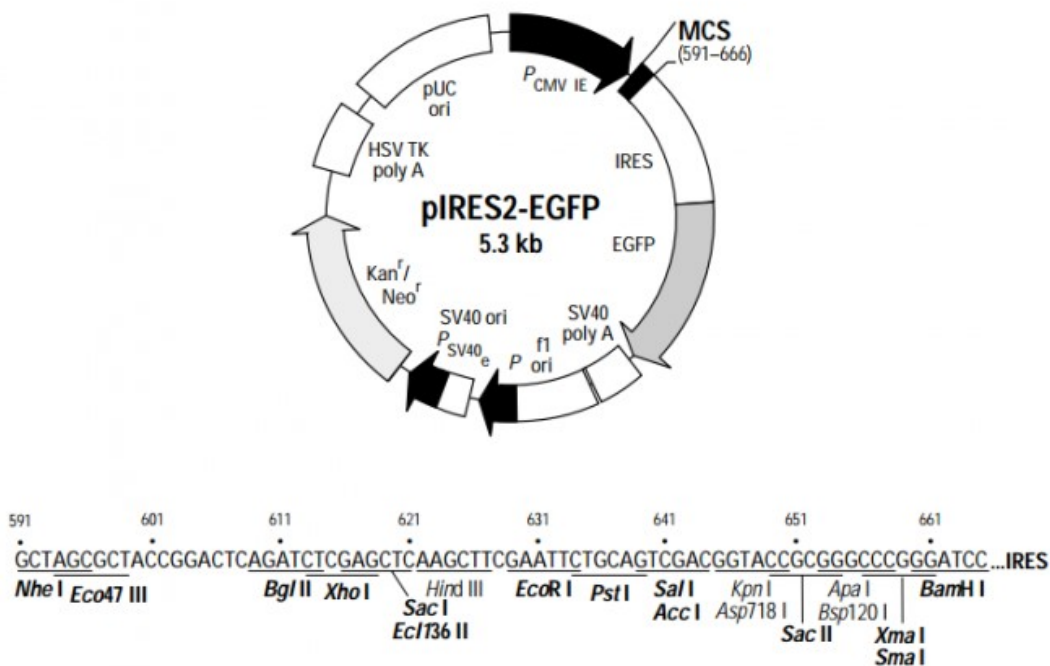 MCS
(591–666)
P CMV IE
pUC
ori
HSV TK
poly A
IRES
pIRES2-EGFP
5.3 kb
EGFP
Kanr/
Neor
SV40 ori
PSV40e
SV40
poly A
f1
P ori
591 601 611 621 631 641 651 661
GCTAGCGCTACCGGACTCAGATCTCGAGCTCAAGCTTCGAATTCTGCAGTCGACGGTACCGCGGGCCCGGGATCC...IRES
Nhe I Eco47 III Bgl II Xho I Hind III EcoR I Pst I Sal I Kpn I Apa I BamH I
Sac I Acc I Asp718 I Bsp120 I
Ecl136 II Sac II Xma I
Sma I